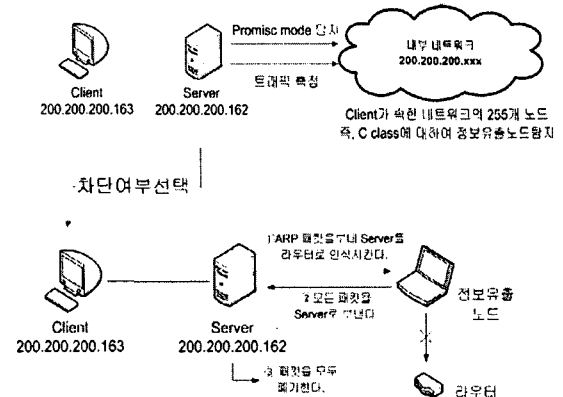 Promisc mode 탐지
내부 네트워크
200.200.200.xxx
트래픽 측정
Client
200.200.200.163
Server
200.200.200.162
Client가 속한 네트워크의 255개 노드
즉, C class에 대하여 정보유출노드탐지
차단여부선택
1) ARP 패킷을 보내 Server를
라우터로 인식시킨다.
2 모든 패킷을
Server로 보낸다
정보유출
노드
Client
200.200.200.163
Server
200.200.200.162
3) 패킷을 모두
폐기한다.
라우터